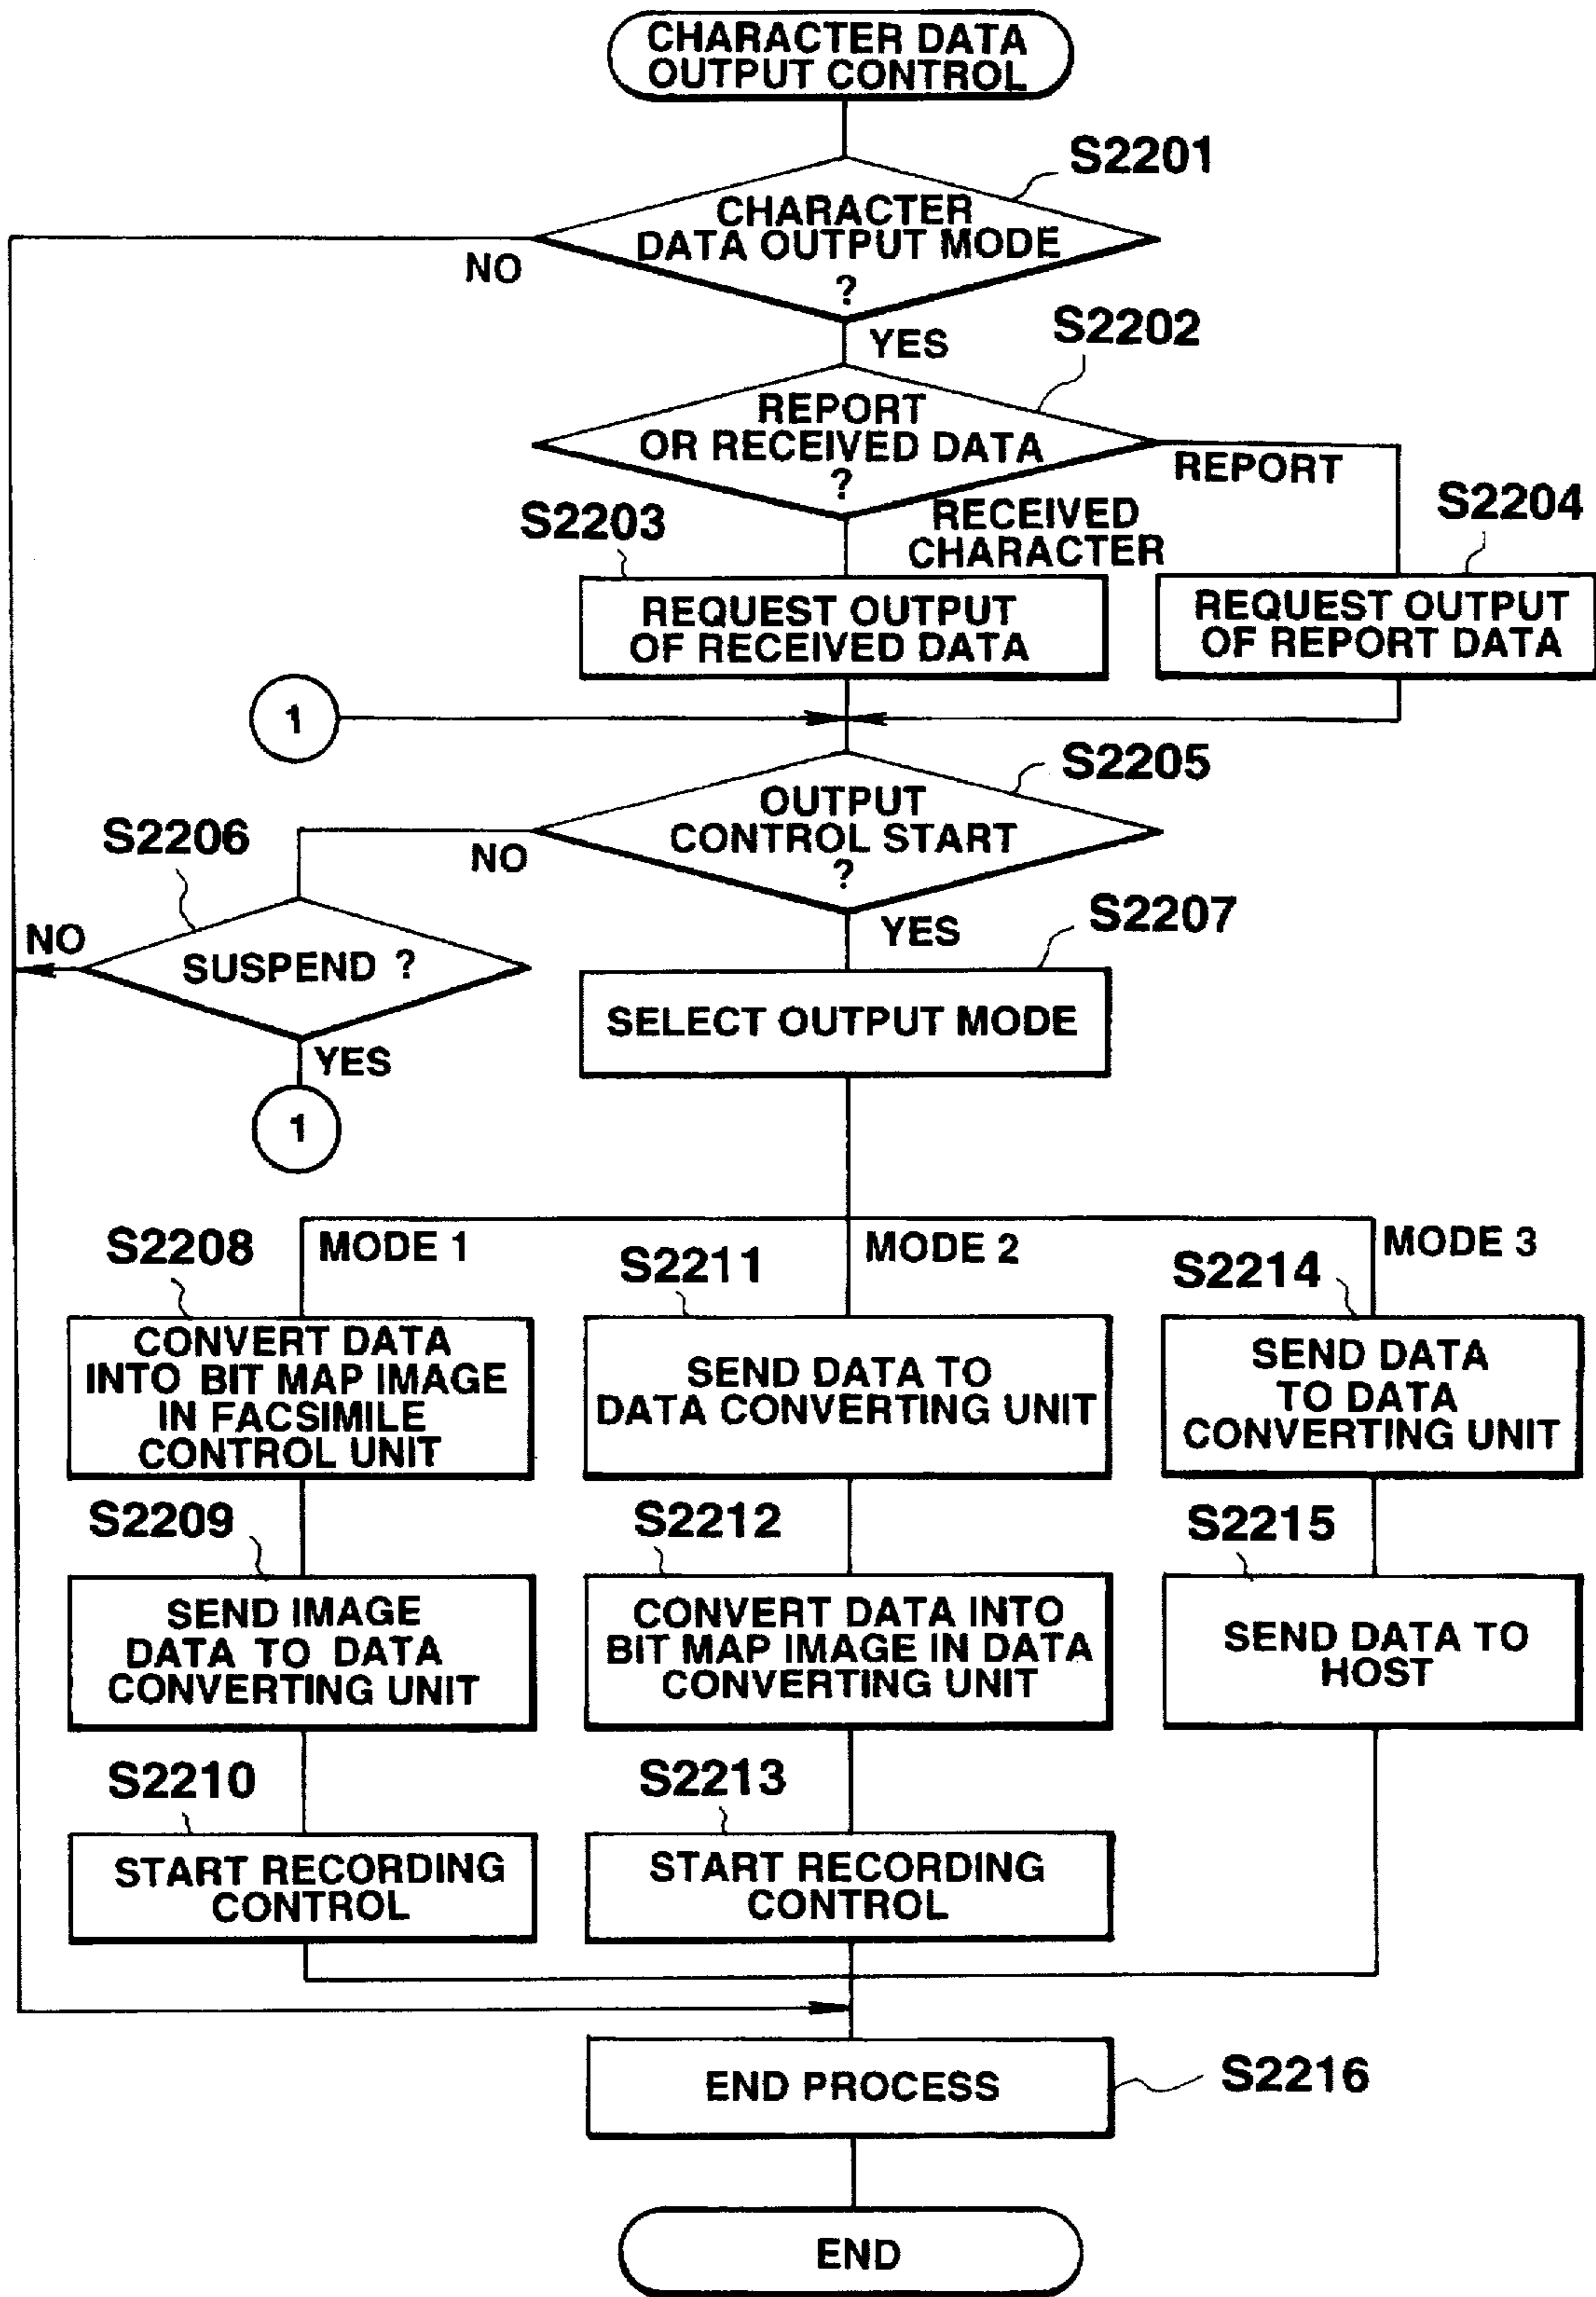 CHARACTER DATA
OUTPUT CONTROL
S2201
CHARACTER
DATA OUTPUT MODE
?
NO
YES
S2202
REPORT
OR RECEIVED DATA
?
REPORT
RECEIVED
CHARACTER
S2203
REQUEST OUTPUT
OF RECEIVED DATA
S2204
REQUEST OUTPUT
OF REPORT DATA
1
S2205
OUTPUT
CONTROL START
?
NO
YES
S2206
SUSPEND ?
NO
YES
1
S2207
SELECT OUTPUT MODE
MODE 1
MODE 2
MODE 3
S2208
CONVERT DATA
INTO BIT MAP IMAGE
IN FACSIMILE
CONTROL UNIT
S2211
SEND DATA TO
DATA CONVERTING UNIT
S2214
SEND DATA
TO DATA
CONVERTING UNIT
S2209
SEND IMAGE
DATA TO DATA
CONVERTING UNIT
S2212
CONVERT DATA INTO
BIT MAP IMAGE IN DATA
CONVERTING UNIT
S2215
SEND DATA TO
HOST
S2210
START RECORDING
CONTROL
S2213
START RECORDING
CONTROL
END PROCESS
S2216
END